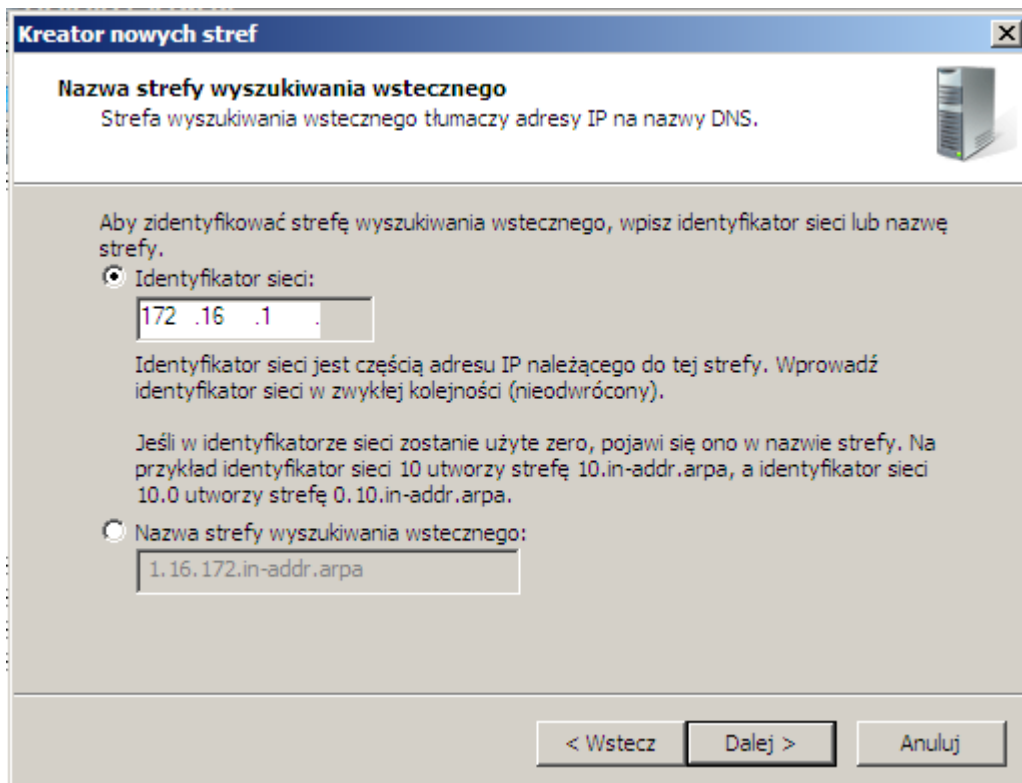 Kreator nowych stref
Nazwa strefy wyszukiwania wstecznego
Strefa wyszukiwania wstecznego tłumaczy adresy IP na nazwy DNS.
Aby zidentyfikować strefę wyszukiwania wstecznego, wpisz identyfikator sieci lub nazwę
strefy.
Identyfikator sieci:
172 .16 .1 .
Identyfikator sieci jest częścią adresu IP należącego do tej strefy. Wprowadź
identyfikator sieci w zwykłej kolejności (nieodwrócony).
Jeśli w identyfikatorze sieci zostanie użyte zero, pojawi się ono w nazwie strefy. Na
przykład identyfikator sieci 10 utworzy strefę 10.in-addr.arpa, a identyfikator sieci
10.0 utworzy strefę 0.10.in-addr.arpa.
Nazwa strefy wyszukiwania wstecznego:
1.16.172.in-addr.arpa
< Wstecz
Dalej >
Anuluj